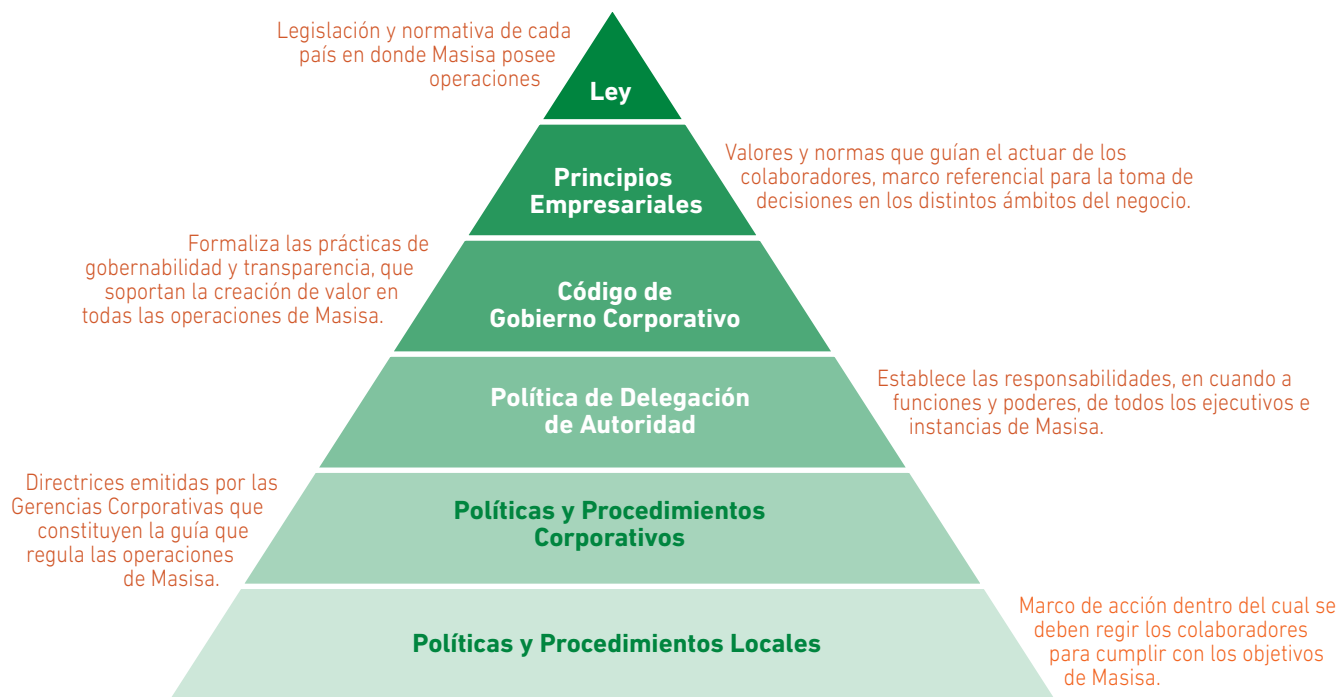 Legislación y normativa de cada
país en donde Masisa posee
operaciones
Ley
Principios
Empresariales
Valores y normas que guían el actuar de los
colaboradores, marco referencial para la toma de
decisiones en los distintos ámbitos del negocio.
Formaliza las prácticas de
gobernabilidad y transparencia, que
soportan la creación de valor en
todas las operaciones de Masisa.
Código de
Gobierno Corporativo
Política de Delegación
de Autoridad
Establece las responsabilidades, en cuando a
funciones y poderes, de todos los ejecutivos e
instancias de Masisa.
Directrices emitidas por las
Gerencias Corporativas que
constituyen la guía que
regula las operaciones
de Masisa.
Políticas y Procedimientos
Corporativos
Políticas y Procedimientos Locales
Marco de acción dentro del cual se
deben regir los colaboradores
para cumplir con los objetivos
de Masisa.